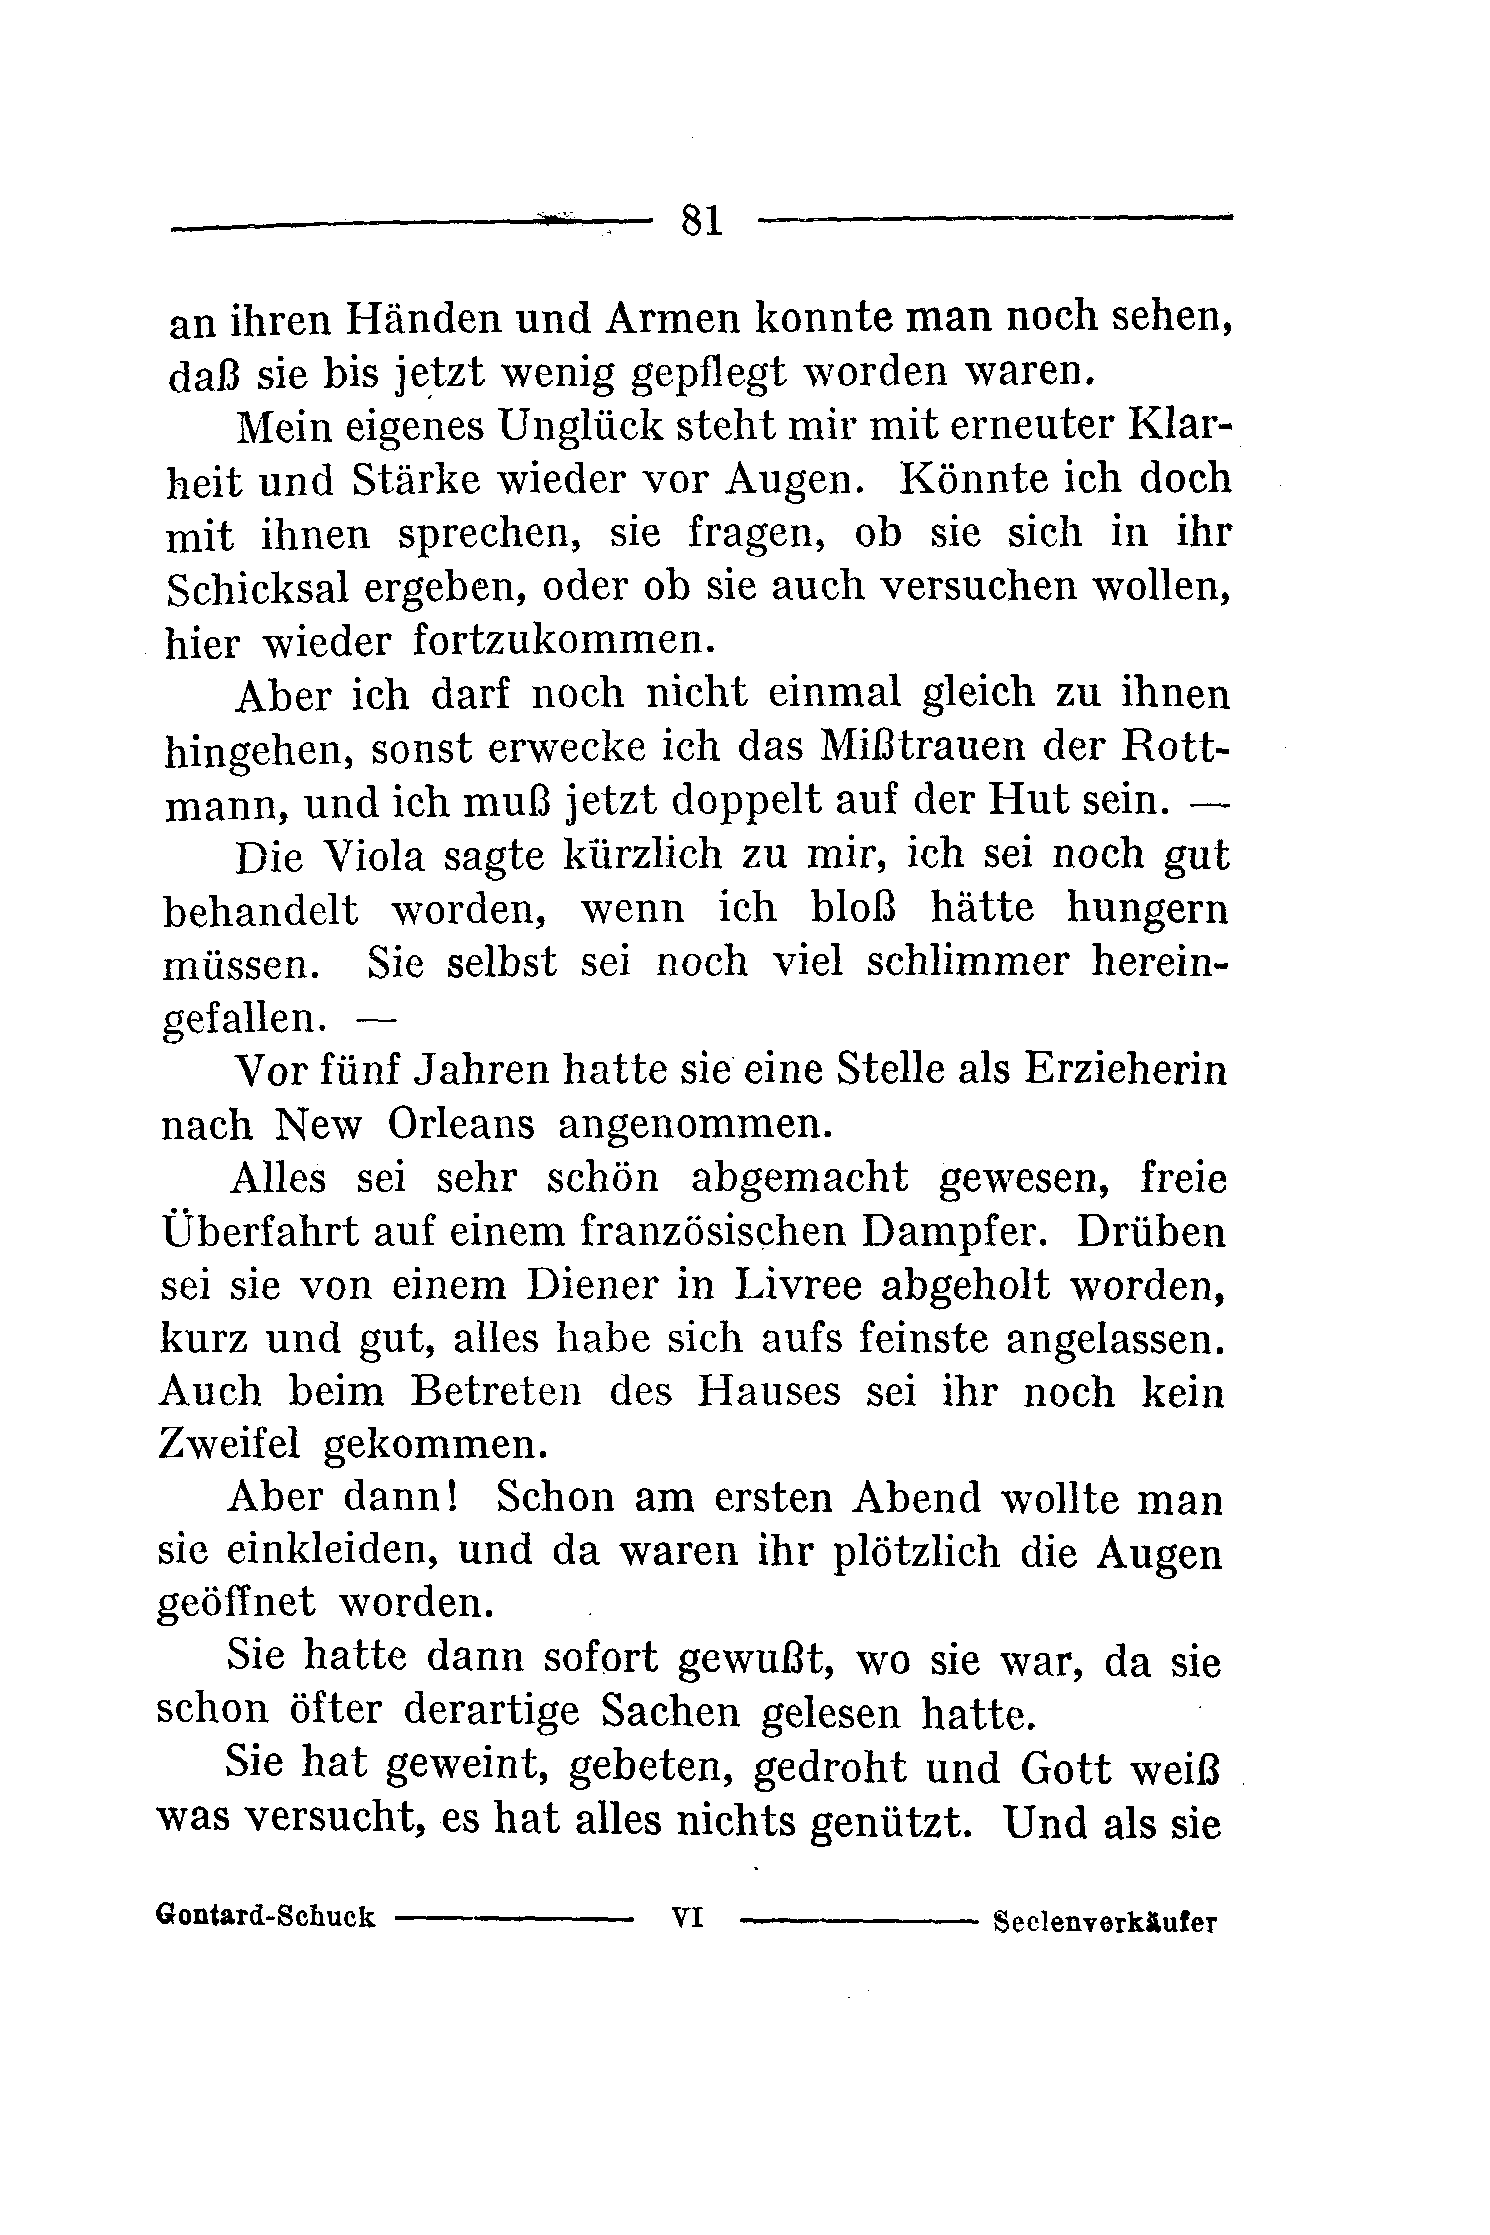 81
an ihren Händen und Armen konnte man noch sehen,
daß sie bis jetzt wenig gepflegt worden waren.
Mein eigenes Unglück steht mir mit erneuter Klar-
heit und Stärke wieder vor Augen. Könnte ich doch
mit ihnen sprechen, sie fragen, ob sie sich in ihr
Schicksal ergeben, oder ob sie auch versuchen wollen,
hier wieder fortzukommen.
Aber ich darf noch nicht einmal gleich zu ihnen
hingehen, sonst erwecke ich das Mißtrauen der Rott-
mann, und ich muß jetzt doppelt auf der Hut sein. —
Die Viola sagte kürzlich zu mir, ich sei noch gut
behandelt worden, wenn ich bloß hätte hungern
müssen. Sie selbst sei noch viel schlimmer herein-
gefallen. —
Vor fünf Jahren hatte sie eine Stelle als Erzieherin
nach New Orleans angenommen.
Alles sei sehr schön abgemacht gewesen, freie
Überfahrt auf einem französischen Dampfer. Drüben
sei sie von einem Diener in Livree abgeholt worden,
kurz und gut, alles habe sich aufs feinste angelassen.
Auch beim Betreten des Hauses sei ihr noch kein
Zweifel gekommen.
Aber dann! Schon am ersten Abend wollte man
sie einkleiden, und da waren ihr plötzlich die Augen
geöffnet worden.
Sie hatte dann sofort gewußt, wo sie war, da sie
schon öfter derartige Sachen gelesen hatte.
Sie hat geweint, gebeten, gedroht und Gott weiß
was versucht, es hat alles nichts genützt. Und als sie
Gontard-Schuck — VI — Seelenverkäufer